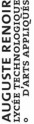 AUGUSTE RENOIR
LYCÉE TECHNOLOGIQUE
D'ARTS APPLIQUÉS